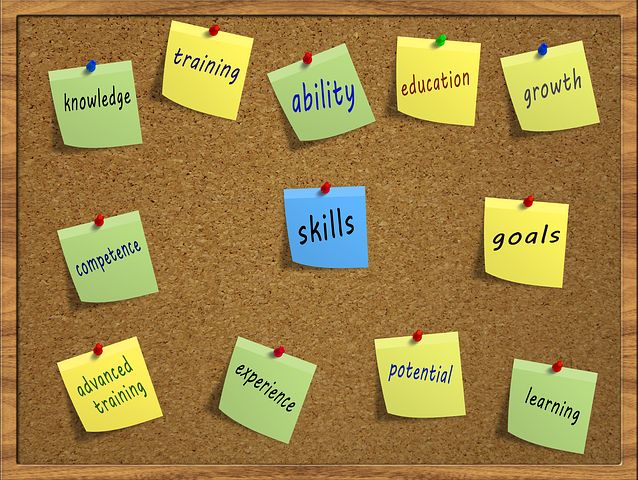 knowledge
training
ability
education
growth
competence
skills
goals
advanced
training
experience
potential
learning